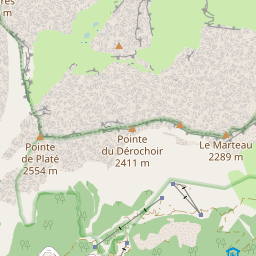 m
Pointe
de Platé
2554 m
Pointe
du Dérochoir
2411 m
Le Marteau
2289 m